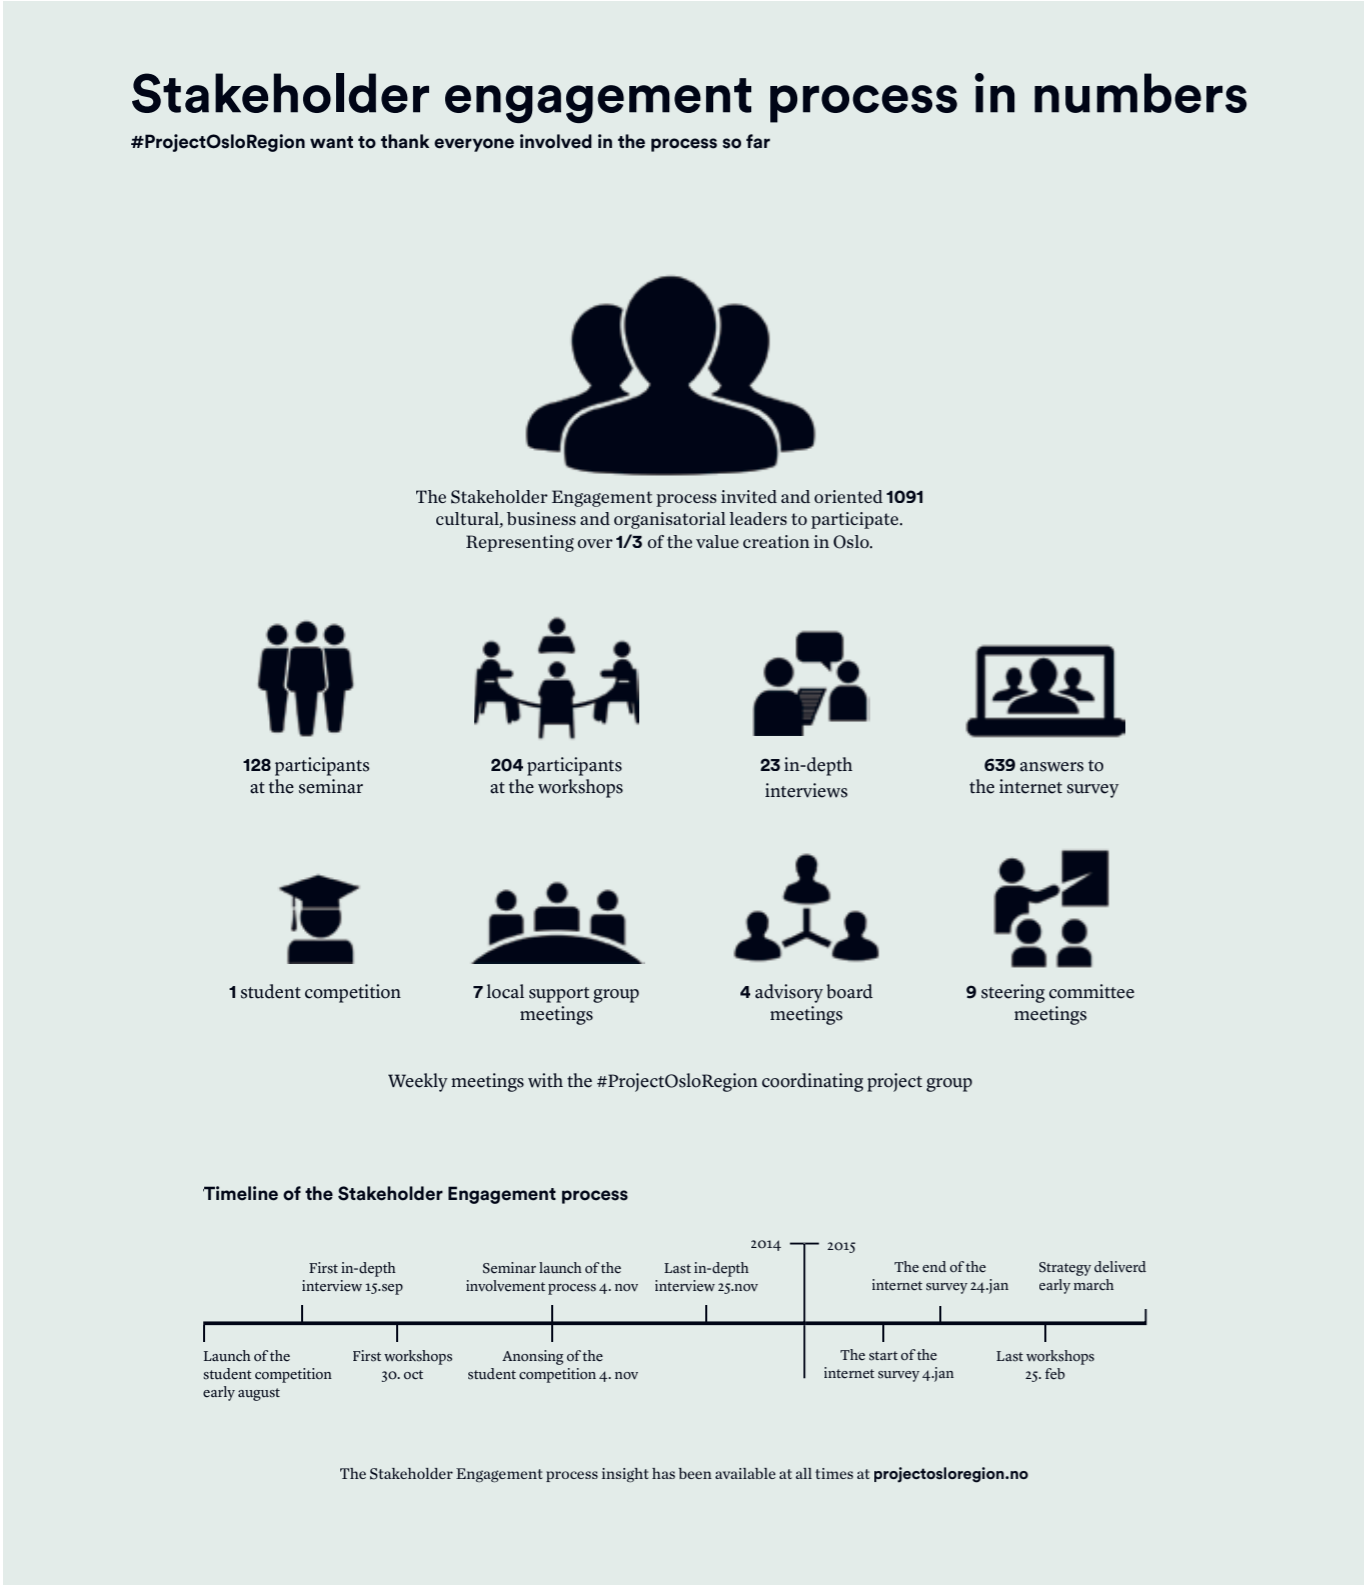 Stakeholder engagement process in numbers
#ProjectOsloRegion want to thank everyone involved in the process so far
The Stakeholder Engagement process invited and oriented 1091
cultural, business and organisatorial leaders to participate.
Representing over 1/3 of the value creation in Oslo.
128 participants
at the seminar
204 participants
at the workshops
23 in-depth
interviews
639 answers to
the internet survey
1 student competition
7 local support group
meetings
4 advisory board
meetings
9 steering committee
meetings
Weekly meetings with the #ProjectOsloRegion coordinating project group
Timeline of the Stakeholder Engagement process
2014
2015
First in-depth
interview 15.sep
Seminar launch of the
involvement process 4. nov
Last in-depth
interview 25.nov
The end of the
internet survey 24.jan
Strategy deliverd
early march
Launch of the
student competition
early august
First workshops
30. oct
Anonsing of the
student competition 4. nov
The start of the
internet survey 4.jan
Last workshops
25. feb
The Stakeholder Engagement process insight has been available at all times at projectosloregion.no